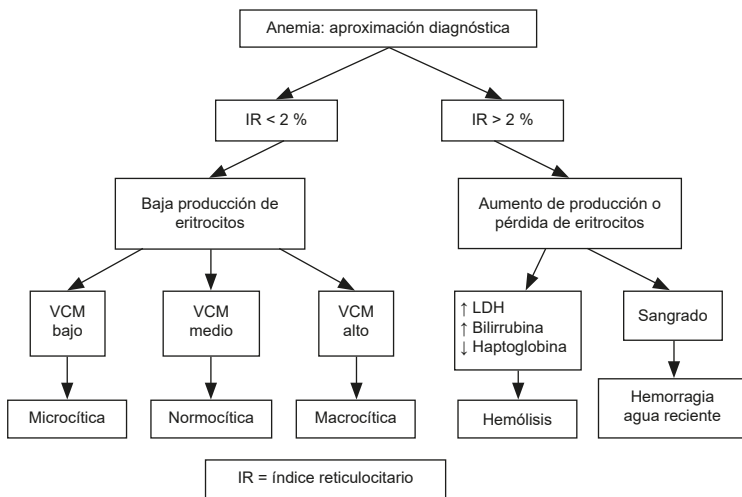 Anemia: aproximación diagnóstica
IR < 2 %
IR > 2 %
Baja producción de
eritrocitos
Aumento de producción o
pérdida de eritrocitos
VCM
bajo
VCM
medio
VCM
alto
↑ LDH
↑ Bilirrubina
↓ Haptoglobina
Sangrado
Microcítica
Normocítica
Macrocítica
Hemólisis
Hemorragia
agua reciente
IR = índice reticulocitario